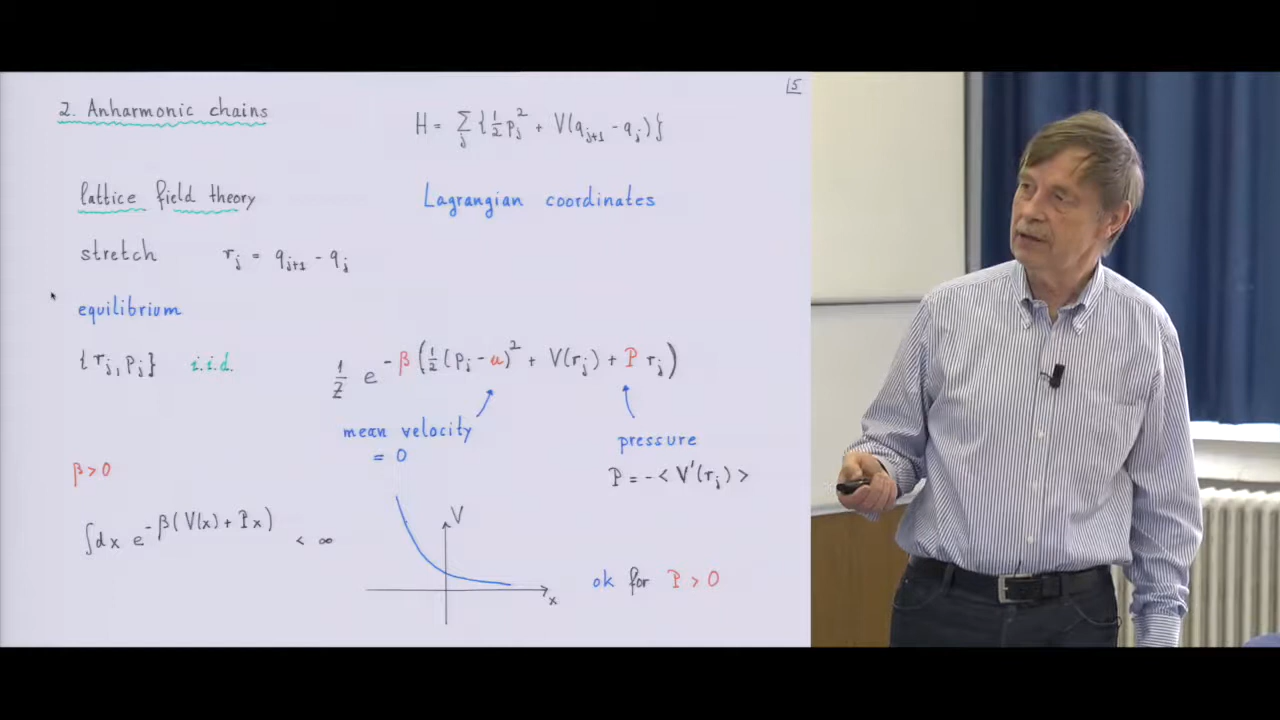 15
2. Anharmonic chains
H = Σ_j {½ p_j² + V(q_{j+1} - q_j)}
lattice field theory
Lagrangian coordinates
stretch r_j = q_{j+1} - q_j
equilibrium
{r_j, p_j} i.i.d. 1/Z e^{-β(½(p_j - u)² + V(r_j) + P r_j)}
mean velocity
= 0
pressure
P = -< V'(r_j) >
β > 0
∫dx e^{-β(V(x) + Px)} < ∞
V
x
ok for P > 0